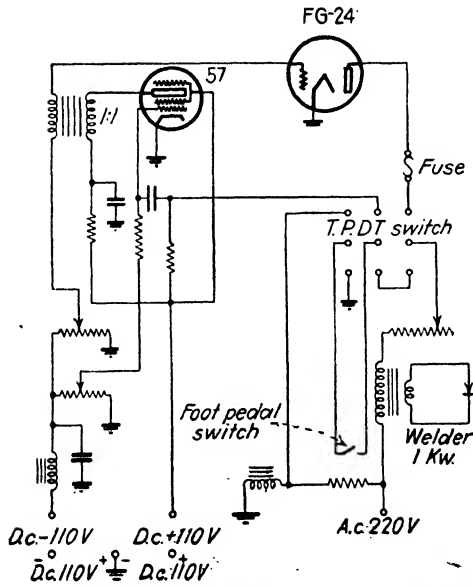 FG-24
57
1:1
Fuse
T.P.D T switch
Foot pedal
switch
Welder
1 Kw.
D.c.-110V
D.c.+110V
A.c. 220V
- D.c. 110V + -
D.c. 110V +